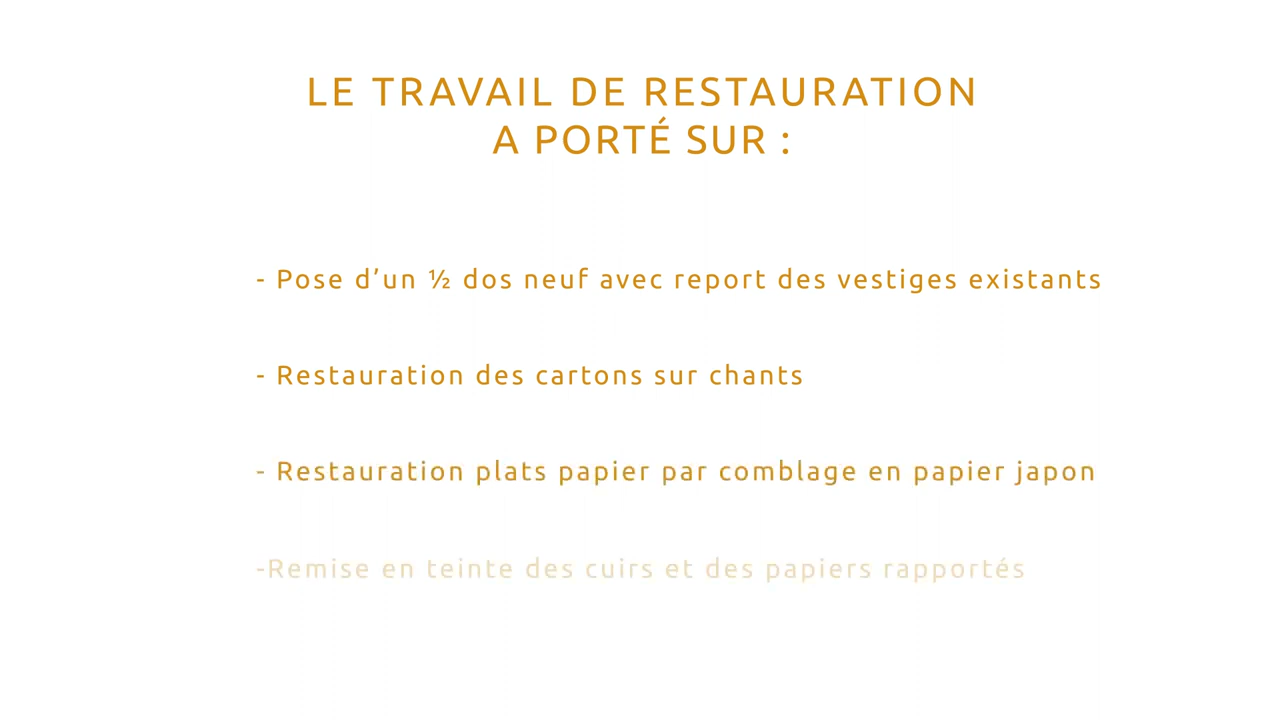 LE TRAVAIL DE RESTAURATION
A PORTÉ SUR :
- Pose d’un ½ dos neuf avec report des vestiges existants
- Restauration des cartons sur chants
- Restauration plats papier par comblage en papier japon
-Remise en teinte des cuirs et des papiers rapportés